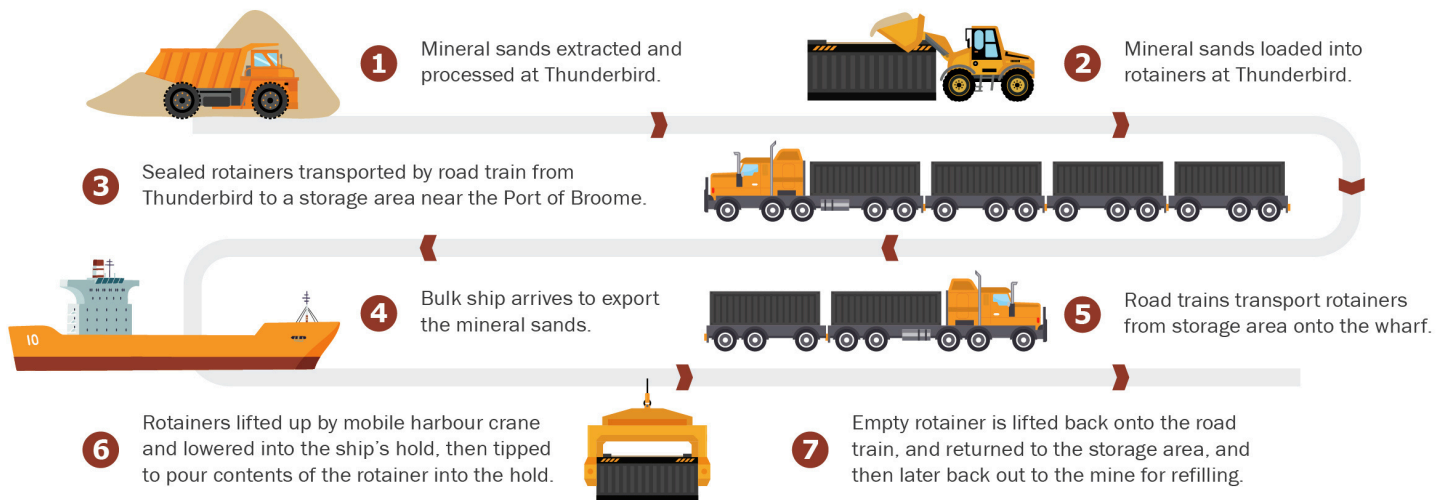 1
Mineral sands extracted and
processed at Thunderbird.
2
Mineral sands loaded into
rotainers at Thunderbird.
3
Sealed rotainers transported by road train from
Thunderbird to a storage area near the Port of Broome.
10
4
Bulk ship arrives to export
the mineral sands.
5
Road trains transport rotainers
from storage area onto the wharf.
6
Rotainers lifted up by mobile harbour crane
and lowered into the ship’s hold, then tipped
to pour contents of the rotainer into the hold.
7
Empty rotainer is lifted back onto the road
train, and returned to the storage area, and
then later back out to the mine for refilling.